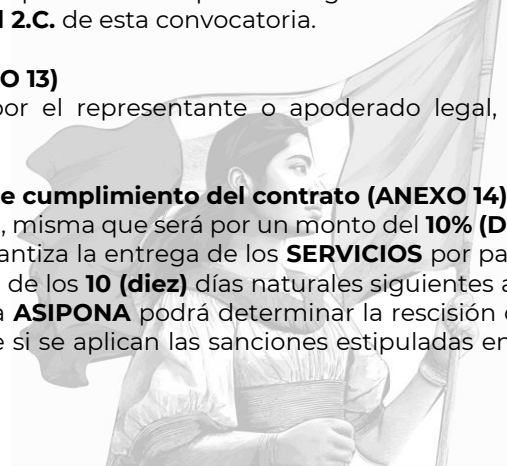 2.C. de esta convocatoria.
O 13)
por el representante o apoderado legal,
e cumplimiento del contrato (ANEXO 14)
, misma que será por un monto del 10% (D
antiza la entrega de los SERVICIOS por pa
de los 10 (diez) días naturales siguientes a
a ASIPONA podrá determinar la rescisión
e si se aplican las sanciones estipuladas en